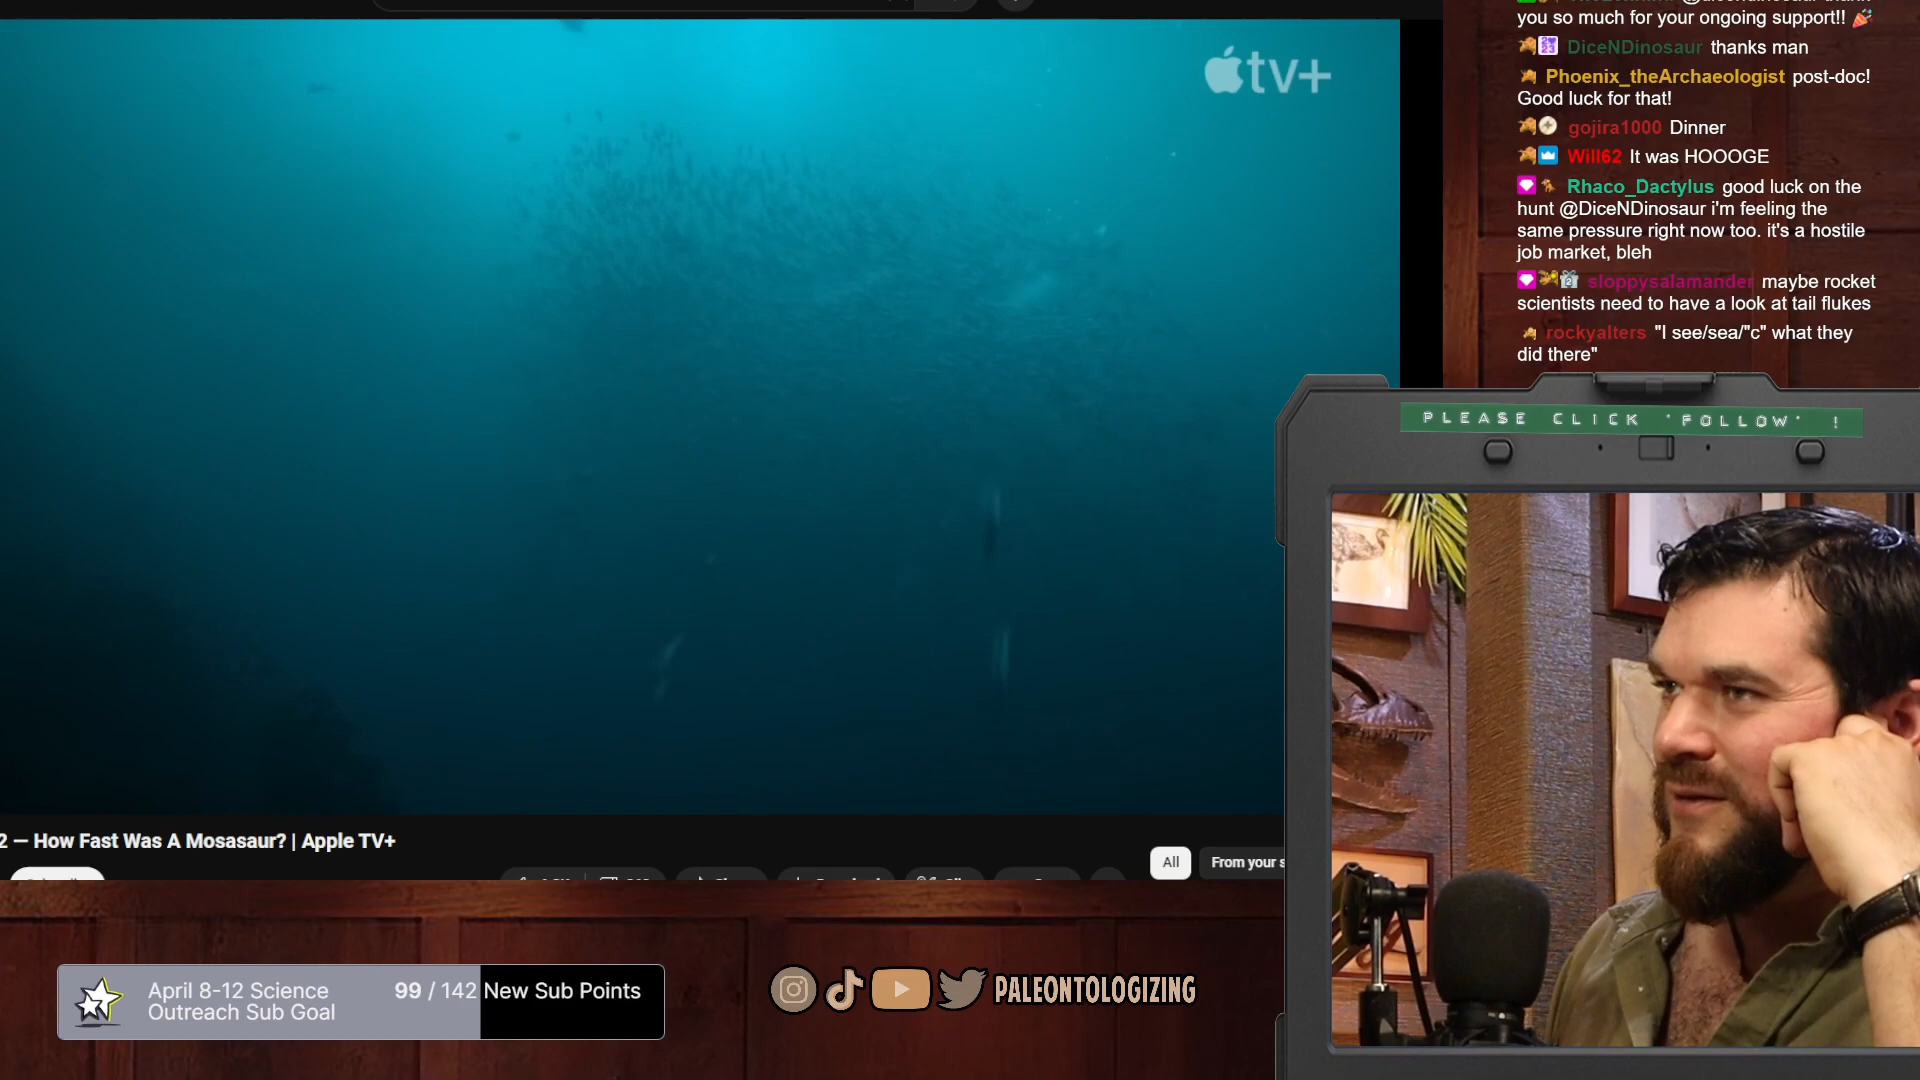 tv+
you so much for your ongoing support!!
DiceNDinosaur thanks man
Phoenix_theArchaeologist post-doc!
Good luck for that!
gojira1000 Dinner
Will62 It was HOOOGE
Rhaco_Dactylus good luck on the
hunt @DiceNDinosaur i'm feeling the
same pressure right now too. it's a hostile
job market, bleh
sloppysalamander maybe rocket
scientists need to have a look at tail flukes
rockyalters "I see/sea/"c" what they
did there"
PLEASE CLICK "FOLLOW" !
2 — How Fast Was A Mosasaur? | Apple TV+
All
From your s
April 8-12 Science
Outreach Sub Goal
99 / 142 New Sub Points
PALEONTOLOGIZING